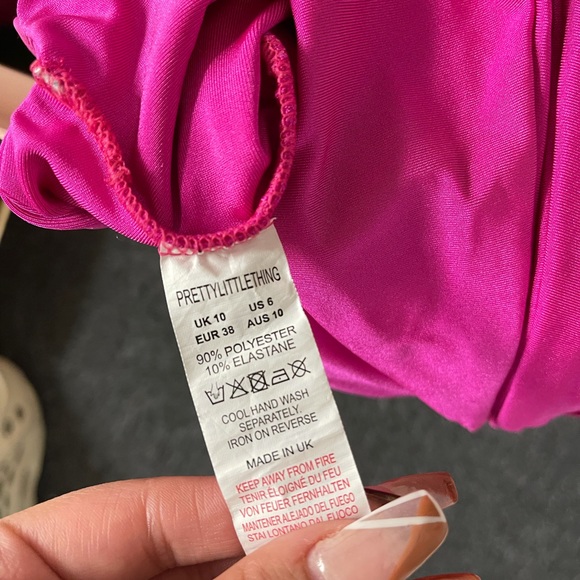 PRETTYLITTLETHING
UK 10 US 6
EUR 38 AUS 10
90% POLYESTER
10% ELASTANE
COOL HAND WASH
SEPARATELY.
IRON ON REVERSE
MADE IN UK
KEEP AWAY FROM FIRE
TENIR ÉLOIGNÉ DU FEU
VON FEUER FERNHALTEN
MANTENER ALEJADO DEL FUEGO
STAI LONTANO DAL FUOCO